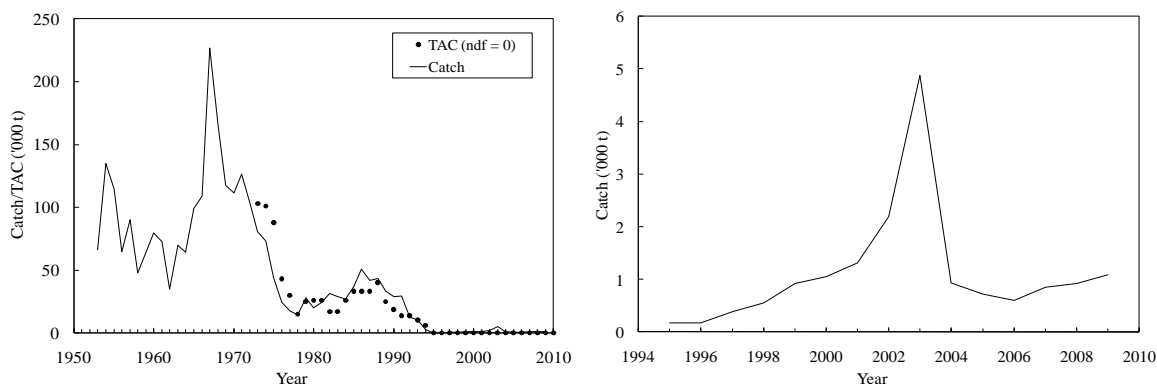 250
200
150
100
50
0
Catch/TAC ('000 t)
TAC (ndf = 0)
Catch
1950 1960 1970 1980 1990 2000 2010
Year
6
5
4
3
2
1
0
Catch ('000 t)
1994 1996 1998 2000 2002 2004 2006 2008 2010
Year